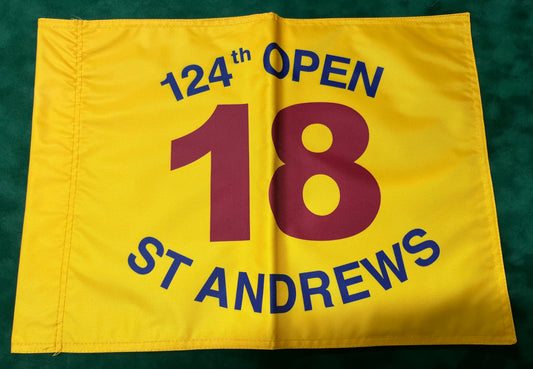 124th OPEN
18
ST ANDREWS